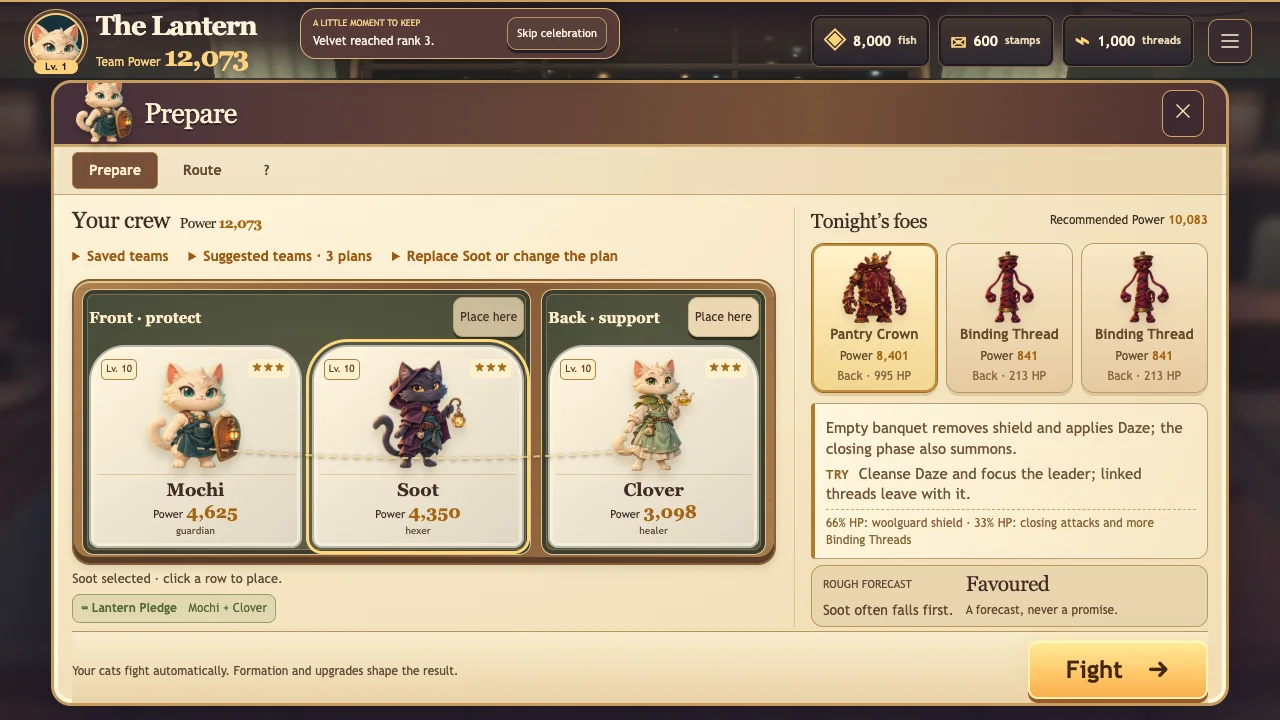 The Lantern
Lv. 1
Team Power 12,073
A LITTLE MOMENT TO KEEP
Velvet reached rank 3.
Skip celebration
8,000 fish
600 stamps
1,000 threads
Prepare
Prepare
Route
?
Your crew Power 12,073
Saved teams
Suggested teams · 3 plans
Replace Soot or change the plan
Front · protect
Place here
Back · support
Place here
Lv. 10
Mochi
Power 4,625
guardian
Lv. 10
Soot
Power 4,350
hexer
Lv. 10
Clover
Power 3,098
healer
Soot selected · click a row to place.
∞ Lantern Pledge Mochi + Clover
Tonight's foes
Recommended Power 10,083
Pantry Crown
Power 8,401
Back · 995 HP
Binding Thread
Power 841
Back · 213 HP
Binding Thread
Power 841
Back · 213 HP
Empty banquet removes shield and applies Daze; the
closing phase also summons.
TRY Cleanse Daze and focus the leader; linked
threads leave with it.
66% HP: woolguard shield · 33% HP: closing attacks and more
Binding Threads
ROUGH FORECAST
Soot often falls first.
Favoured
A forecast, never a promise.
Your cats fight automatically. Formation and upgrades shape the result.
Fight →